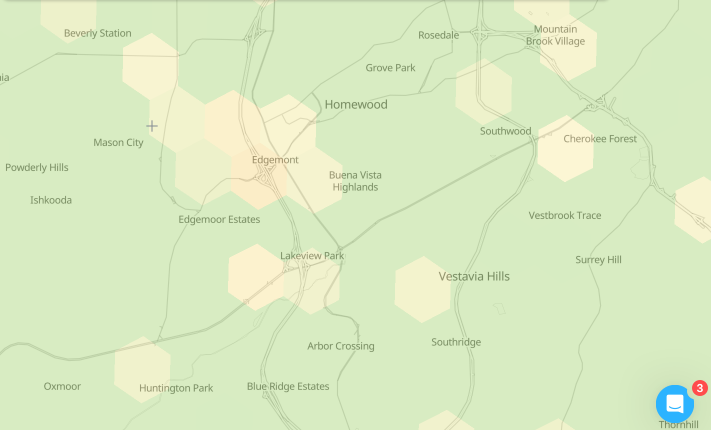 Beverly Station
Mountain
Brook Village
Rosedale
Grove Park
Homewood
Southwood
Cherokee Forest
Mason City
Edgemont
Powderly Hills
Buena Vista
Highlands
Ishkooda
Edgemoor Estates
Vestbrook Trace
Lakeview Park
Surrey Hill
Vestavia Hills
Southridge
Arbor Crossing
Oxmoor
Huntington Park
Blue Ridge Estates
3
Thornhill